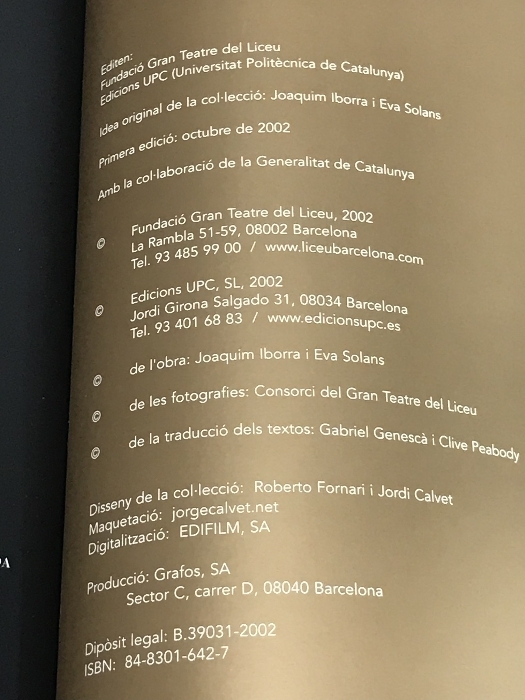 Editen:
Fundació Gran Teatre del Liceu
Edicions UPC (Universitat Politècnica de Catalunya)
Idea original de la col·lecció: Joaquim Iborra i Eva Solans
Primera edició: octubre de 2002
Amb la col·laboració de la Generalitat de Catalunya
© Fundació Gran Teatre del Liceu, 2002
La Rambla 51-59, 08002 Barcelona
Tel. 93 485 99 00 / www.liceubarcelona.com
© Edicions UPC, SL, 2002
Jordi Girona Salgado 31, 08034 Barcelona
Tel. 93 401 68 83 / www.edicionsupc.es
© de l'obra: Joaquim Iborra i Eva Solans
© de les fotografies: Consorci del Gran Teatre del Liceu
© de la traducció dels textos: Gabriel Genescà i Clive Peabody
Disseny de la col·lecció: Roberto Fornari i Jordi Calvet
Maquetació: jorgecalvet.net
Digitalització: EDIFILM, SA
Producció: Grafos, SA
Sector C, carrer D, 08040 Barcelona
Dipòsit legal: B.39031-2002
ISBN: 84-8301-642-7